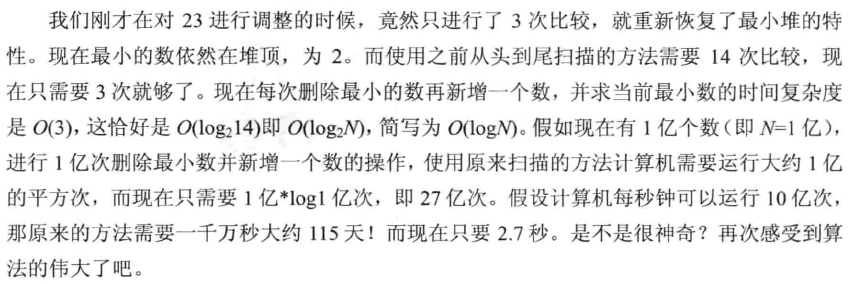 我们刚才在对 23 进行调整的时候，竟然只进行了 3 次比较，就重新恢复了最小堆的特
性。现在最小的数依然在堆顶，为 2。而使用之前从头到尾扫描的方法需要 14 次比较，现
在只需要 3 次就够了。现在每次删除最小的数再新增一个数，并求当前最小数的时间复杂度
是 O(3)，这恰好是 O(log₂14)即 O(log₂N)，简写为 O(logN)。假如现在有 1 亿个数（即 N=1 亿），
进行 1 亿次删除最小数并新增一个数的操作，使用原来扫描的方法计算机需要运行大约 1 亿
的平方次，而现在只需要 1 亿*log1 亿次，即 27 亿次。假设计算机每秒钟可以运行 10 亿次，
那原来的方法需要一千万秒大约 115 天！而现在只要 2.7 秒。是不是很神奇？再次感受到算
法的伟大了吧。